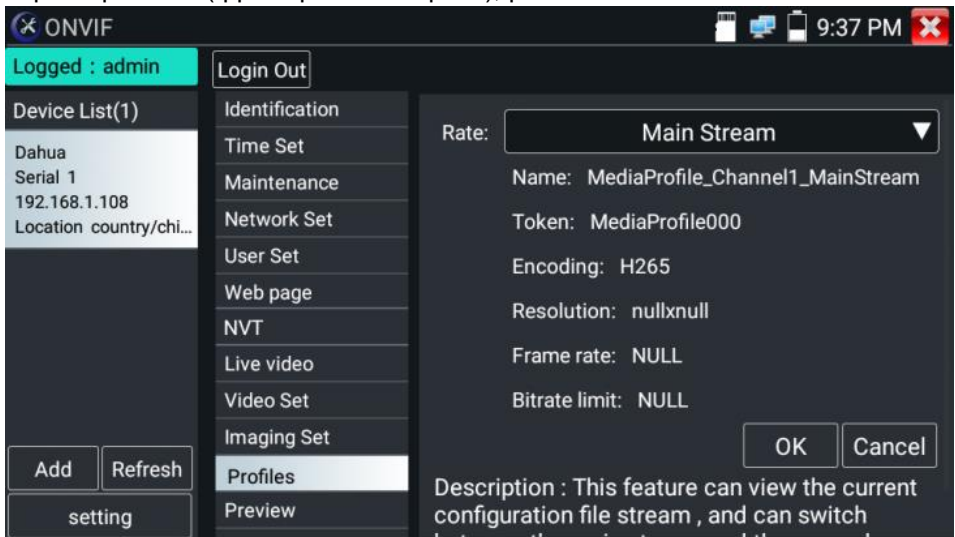 ONVIF
9:37 PM
Logged : admin
Login Out
Device List(1)
Dahua
Serial 1
192.168.1.108
Location country/chi...
Add
Refresh
setting
Identification
Time Set
Maintenance
Network Set
User Set
Web page
NVT
Live video
Video Set
Imaging Set
Profiles
Preview
Rate: Main Stream
Name: MediaProfile_Channel1_MainStream
Token: MediaProfile000
Encoding: H265
Resolution: nullxnull
Frame rate: NULL
Bitrate limit: NULL
OK
Cancel
Description : This feature can view the current
configuration file stream , and can switch